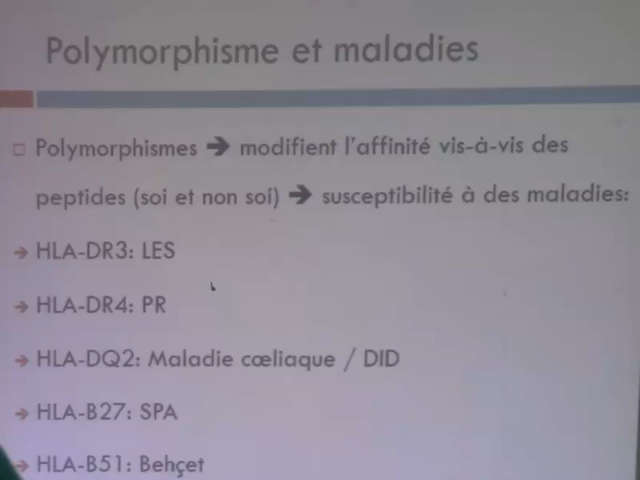 Polymorphisme et maladies
Polymorphismes ➔ modifient l'affinité vis-à-vis des
peptides (soi et non soi) ➔ susceptibilité à des maladies:
➔ HLA-DR3: LES
➔ HLA-DR4: PR
➔ HLA-DQ2: Maladie cœliaque / DID
➔ HLA-B27: SPA
➔ HLA-B51: Behçet